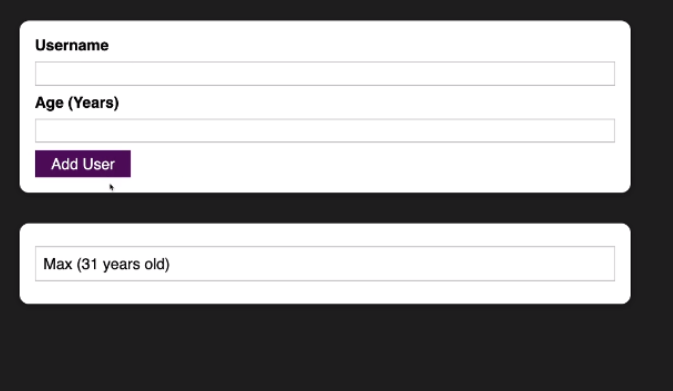 Username
Age (Years)
Add User
Max (31 years old)